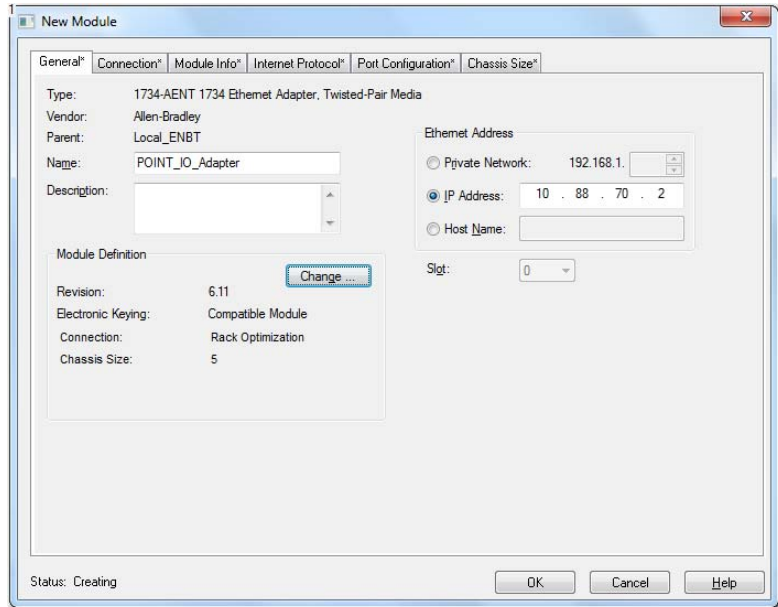 1
New Module
General* Connection* Module Info* Internet Protocol* Port Configuration* Chassis Size*
Type: 1734-AENT 1734 Ethernet Adapter, Twisted-Pair Media
Vendor: Allen-Bradley
Parent: Local_ENBT
Name: POINT_IO_Adapter
Description:
Ethernet Address
Private Network: 192.168.1.
IP Address: 10 . 88 . 70 . 2
Host Name:
Slot: 0
Module Definition
Change ...
Revision: 6.11
Electronic Keying: Compatible Module
Connection: Rack Optimization
Chassis Size: 5
Status: Creating
OK Cancel Help